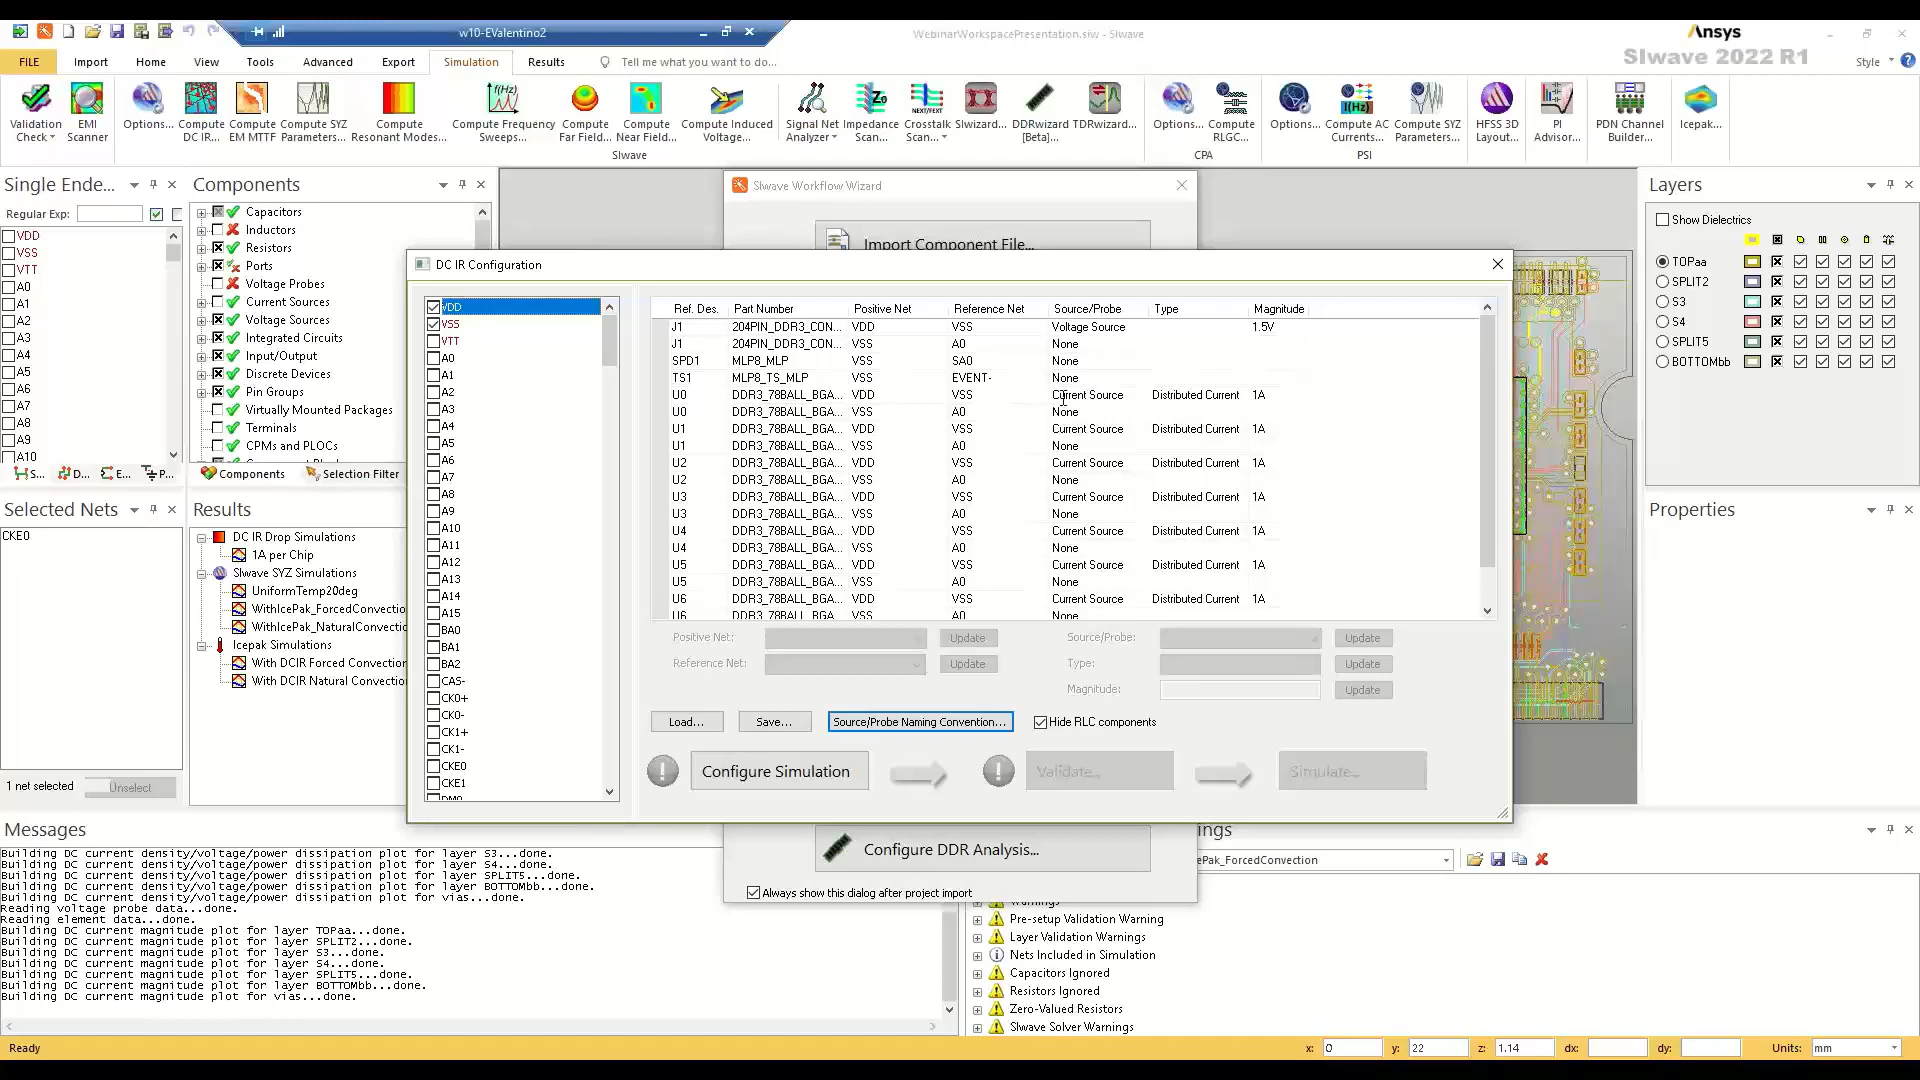 w10-EValentino2
WebinarWorkspacePresentation.siw - SIwave
Ansys
SIwave 2022 R1
FILE
Import
Home
View
Tools
Advanced
Export
Simulation
Results
Tell me what you want to do...
Style
Validation Check
EMI Scanner
Options...
Compute DC IR...
Compute EM MTTF
Compute SYZ Parameters...
Compute Resonant Modes...
Compute Frequency Sweeps...
Compute Far Field...
Compute Near Field...
Compute Induced Voltage...
Signal Net Analyzer
Impedance Scan...
Crosstalk Scan...
SIwizard...
DDRwizard [Beta]...
TDRwizard...
Options...
Compute RLGC...
Options...
Compute AC Currents...
Compute SYZ Parameters...
HFSS 3D Layout...
PI Advisor...
PDN Channel Builder...
Icepak...
SIwave
CPA
PSI
Single Ende...
Regular Exp:
VDD
VSS
VTT
A0
A1
A2
A3
A4
A5
A6
A7
A8
A9
A10
S...
D...
E...
P...
Components
Capacitors
Inductors
Resistors
Ports
Voltage Probes
Current Sources
Voltage Sources
Integrated Circuits
Input/Output
Discrete Devices
Pin Groups
Virtually Mounted Packages
Terminals
CPMs and PLOCs
Components
Selection Filter
Selected Nets
CKE0
1 net selected
Unselect
Results
DC IR Drop Simulations
1A per Chip
SIwave SYZ Simulations
UniformTemp20deg
WithIcePak_ForcedConvectio
WithIcePak_NaturalConvectio
Icepak Simulations
With DCIR Forced Convection
With DCIR Natural Convection
SIwave Workflow Wizard
Import Component File...
DC IR Configuration
VDD
VSS
VTT
A0
A1
A2
A3
A4
A5
A6
A7
A8
A9
A10
A11
A12
A13
A14
A15
BA0
BA1
BA2
CAS-
CK0+
CK0-
CK1+
CK1-
CKE0
CKE1
DM0
Ref. Des. Part Number Positive Net Reference Net Source/Probe Type Magnitude
J1 204PIN_DDR3_CON... VDD VSS Voltage Source 1.5V
J1 204PIN_DDR3_CON... VSS A0 None
SPD1 MLP8_MLP VSS SA0 None
TS1 MLP8_TS_MLP VSS EVENT- None
U0 DDR3_78BALL_BGA... VDD VSS Current Source Distributed Current 1A
U0 DDR3_78BALL_BGA... VSS A0 None
U1 DDR3_78BALL_BGA... VDD VSS Current Source Distributed Current 1A
U1 DDR3_78BALL_BGA... VSS A0 None
U2 DDR3_78BALL_BGA... VDD VSS Current Source Distributed Current 1A
U2 DDR3_78BALL_BGA... VSS A0 None
U3 DDR3_78BALL_BGA... VDD VSS Current Source Distributed Current 1A
U3 DDR3_78BALL_BGA... VSS A0 None
U4 DDR3_78BALL_BGA... VDD VSS Current Source Distributed Current 1A
U4 DDR3_78BALL_BGA... VSS A0 None
U5 DDR3_78BALL_BGA... VDD VSS Current Source Distributed Current 1A
U5 DDR3_78BALL_BGA... VSS A0 None
U6 DDR3_78BALL_BGA... VDD VSS Current Source Distributed Current 1A
U6 DDR3_78BALL_BGA... VSS A0 None
Positive Net: Update
Source/Probe: Update
Reference Net: Update
Type: Update
Magnitude: Update
Load...
Save...
Source/Probe Naming Convention...
Hide RLC components
Configure Simulation
Validate...
Simulate...
Configure DDR Analysis...
Always show this dialog after project import
Layers
Show Dielectrics
TOPaa
SPLIT2
S3
S4
SPLIT5
BOTTOMbb
Properties
Messages
Building DC current density/voltage/power dissipation plot for layer S3...done.
Building DC current density/voltage/power dissipation plot for layer S4...done.
Building DC current density/voltage/power dissipation plot for layer SPLIT5...done.
Building DC current density/voltage/power dissipation plot for layer BOTTOMbb...done.
Building DC current density/voltage/power dissipation plot for vias...done.
Reading voltage probe data...done.
Reading element data...done.
Building DC current magnitude plot for layer TOPaa...done.
Building DC current magnitude plot for layer SPLIT2...done.
Building DC current magnitude plot for layer S3...done.
Building DC current magnitude plot for layer S4...done.
Building DC current magnitude plot for layer SPLIT5...done.
Building DC current magnitude plot for layer BOTTOMbb...done.
Building DC current magnitude plot for vias...done.
ngs
ePak_ForcedConvection
Warnings
Pre-setup Validation Warning
Layer Validation Warnings
Nets Included in Simulation
Capacitors Ignored
Resistors Ignored
Zero-Valued Resistors
SIwave Solver Warnings
Ready
x: 0 y: 22 z: 1.14 dx: dy: Units: mm